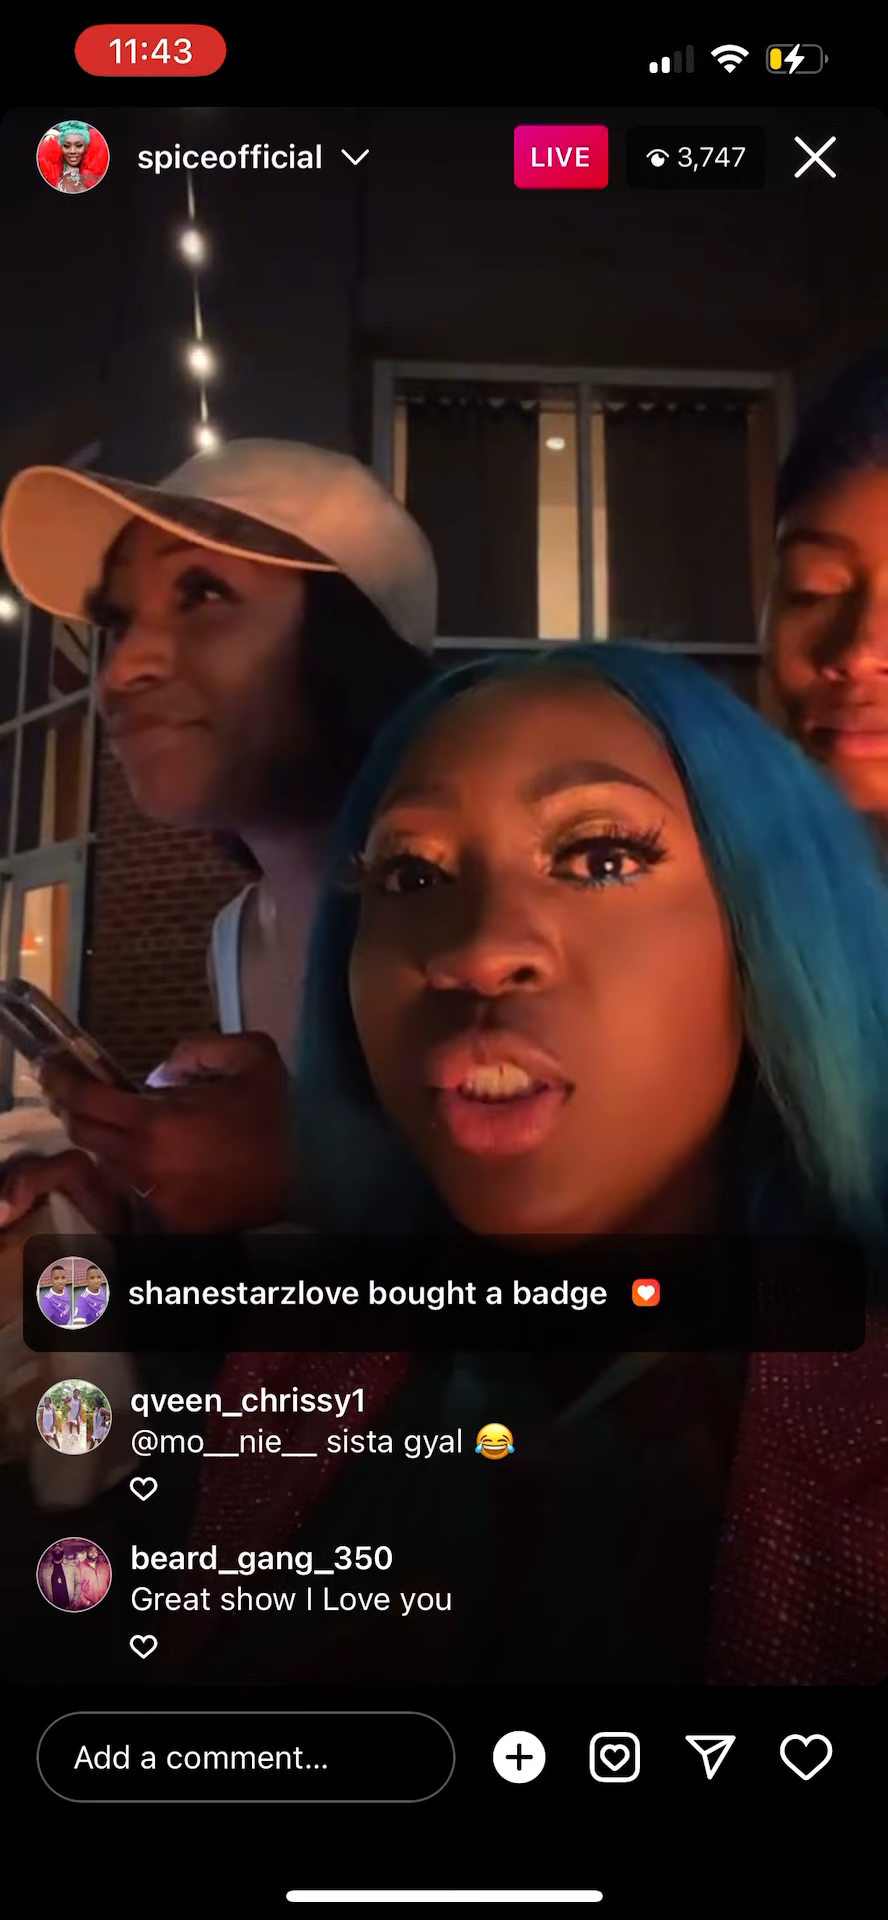 11:43
spiceofficial
LIVE
3,747
shanestarzlove bought a badge
qveen_chrissy1
@mo__nie__ sista gyal 😂
beard_gang_350
Great show I Love you
Add a comment...